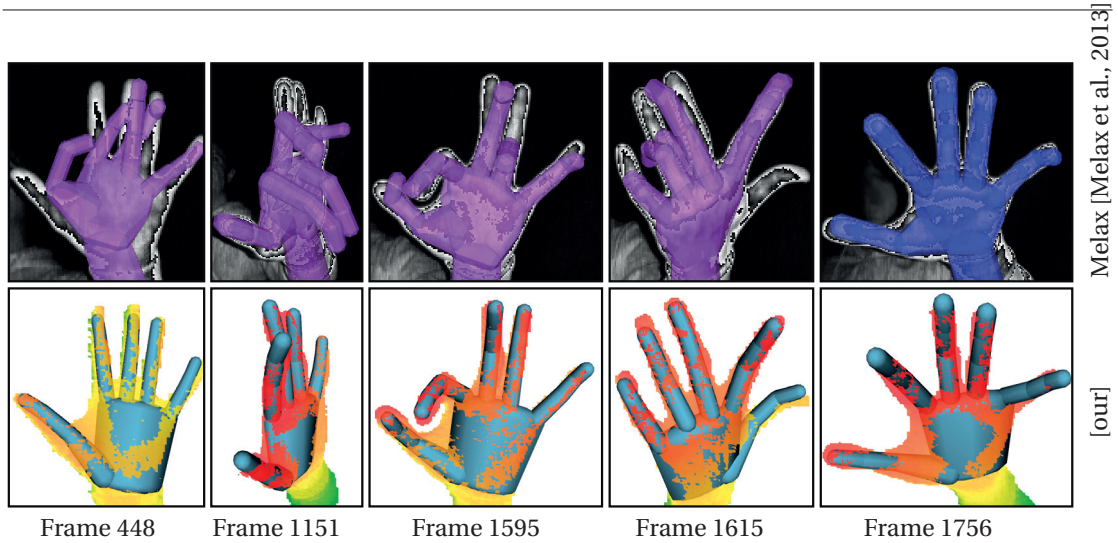 Melax [Melax et al., 2013]
[our]
Frame 448
Frame 1151
Frame 1595
Frame 1615
Frame 1756